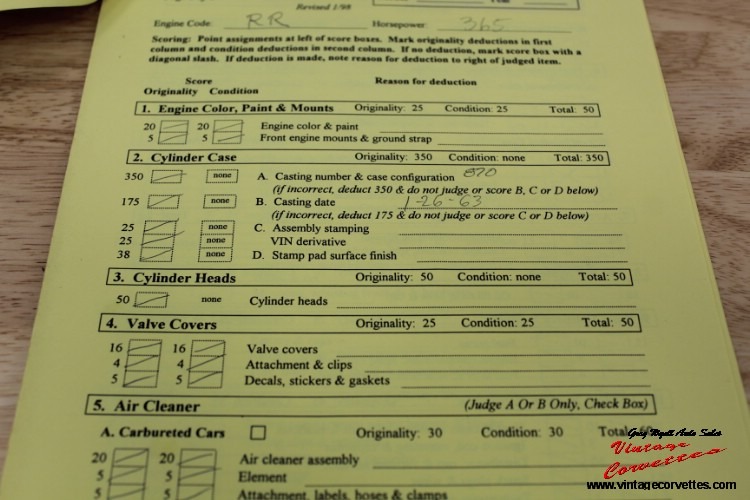 Revised 1/98
Engine Code RR Horsepower 365
Scoring: Point assignments at left of score boxes. Mark originality deductions in first
column and condition deductions in second column. If no deduction, mark score box with a
diagonal slash. If deduction is made, note reason for deduction to right of judged item.
Score Reason for deduction
Originality Condition
1. Engine Color, Paint & Mounts Originality: 25 Condition: 25 Total: 50
20 20 Engine color & paint
5 5 Front engine mounts & ground strap
2. Cylinder Case Originality: 350 Condition: none Total: 350
350 none A. Casting number & case configuration 870
(if incorrect, deduct 350 & do not judge or score B, C or D below)
175 none B. Casting date 1-26-63
(if incorrect, deduct 175 & do not judge or score C or D below)
25 none C. Assembly stamping
25 none VIN derivative
38 none D. Stamp pad surface finish
3. Cylinder Heads Originality: 50 Condition: none Total: 50
50 none Cylinder heads
4. Valve Covers Originality: 25 Condition: 25 Total: 50
16 16 Valve covers
4 4 Attachment & clips
5 5 Decals, stickers & gaskets
5. Air Cleaner (Judge A Or B Only, Check Box)
A. Carbureted Cars Originality: 30 Condition: 30 Total:
20 20 Air cleaner assembly
5 5 Element
5 5 Attachment, labels, hoses & clamps
Greg Wyatt Auto Sales
Vintage
Corvettes
www.vintagecorvettes.com